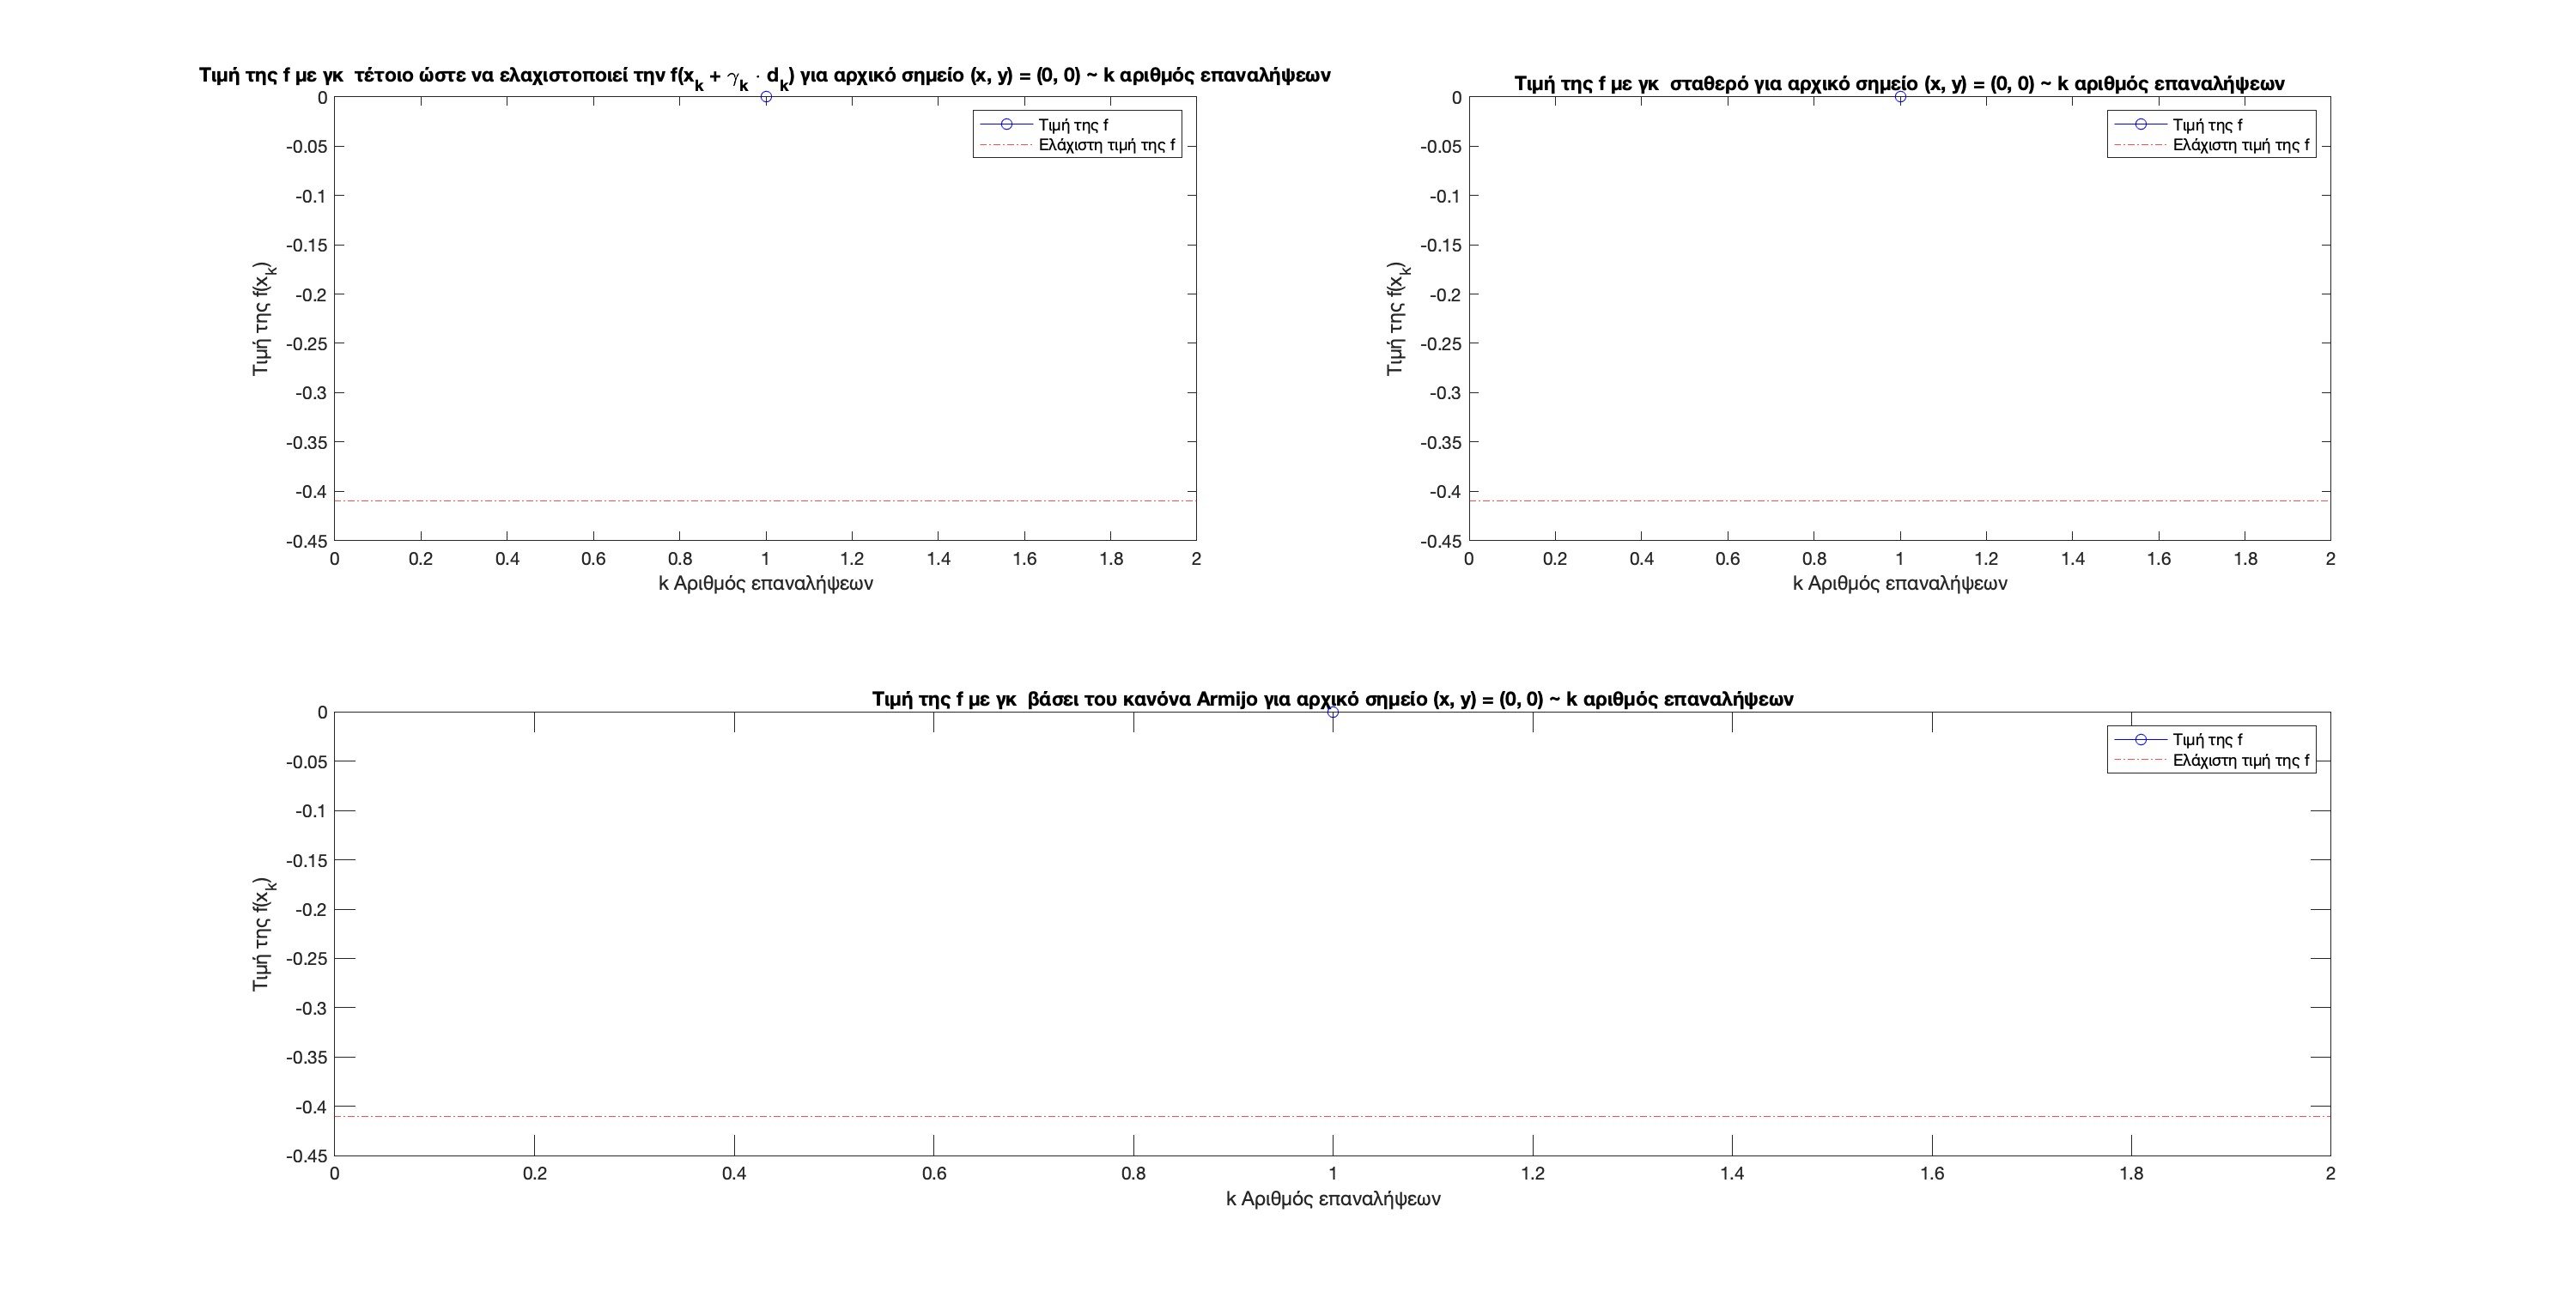 Τιμή της f με γκ  τέτοιο ώστε να ελαχιστοποιεί την f(x_k + γ_k · d_k) για αρχικό σημείο (x, y) = (0, 0) ~ k αριθμός επαναλήψεων
0
-0.05
-0.1
-0.15
-0.2
-0.25
-0.3
-0.35
-0.4
-0.45
Τιμή της f(x_k)
0 0.2 0.4 0.6 0.8 1 1.2 1.4 1.6 1.8 2
k Αριθμός επαναλήψεων
Τιμή της f
Ελάχιστη τιμή της f
Τιμή της f με γκ  σταθερό για αρχικό σημείο (x, y) = (0, 0) ~ k αριθμός επαναλήψεων
0
-0.05
-0.1
-0.15
-0.2
-0.25
-0.3
-0.35
-0.4
-0.45
Τιμή της f(x_k)
0 0.2 0.4 0.6 0.8 1 1.2 1.4 1.6 1.8 2
k Αριθμός επαναλήψεων
Τιμή της f
Ελάχιστη τιμή της f
Τιμή της f με γκ  βάσει του κανόνα Armijo για αρχικό σημείο (x, y) = (0, 0) ~ k αριθμός επαναλήψεων
0
-0.05
-0.1
-0.15
-0.2
-0.25
-0.3
-0.35
-0.4
-0.45
Τιμή της f(x_k)
0 0.2 0.4 0.6 0.8 1 1.2 1.4 1.6 1.8 2
k Αριθμός επαναλήψεων
Τιμή της f
Ελάχιστη τιμή της f